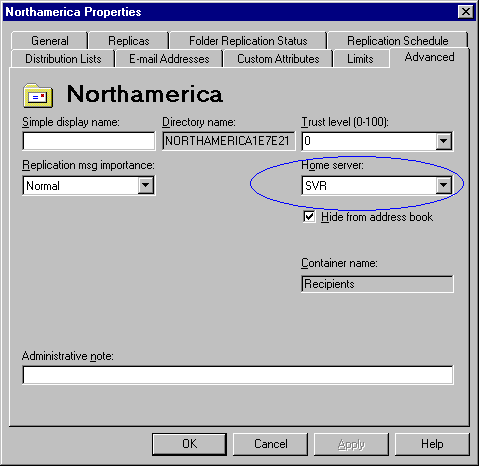 Northamerica Properties
General Replicas Folder Replication Status Replication Schedule
Distribution Lists E-mail Addresses Custom Attributes Limits Advanced
Northamerica
Simple display name: Directory name: Trust level (0-100):
NORTHAMERICA1E7E21 0
Replication msg importance: Home server:
Normal SVR
Hide from address book
Container name:
Recipients
Administrative note:
OK Cancel Apply Help